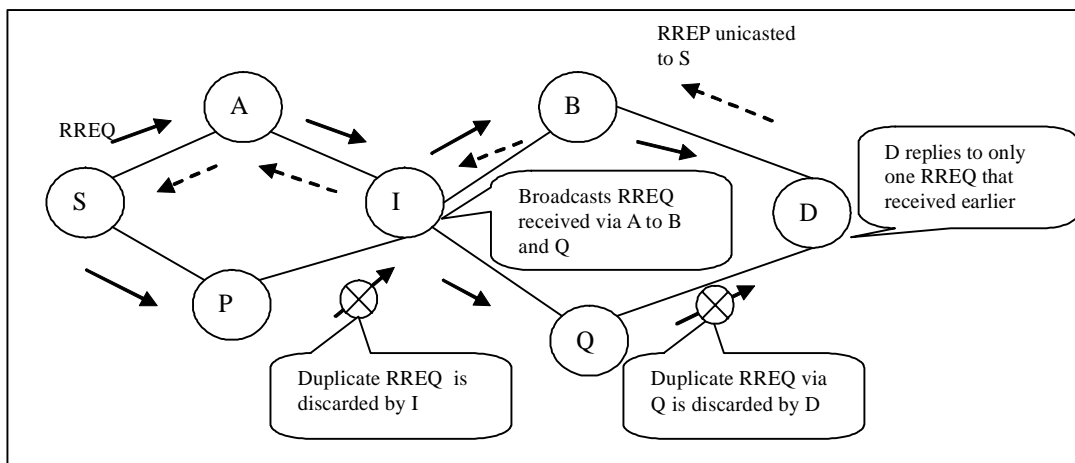 RREP unicasted
to S
A
B
RREQ
S
I
D
P
Q
D replies to only
one RREQ that
received earlier
Broadcasts RREQ
received via A to B
and Q
Duplicate RREQ is
discarded by I
Duplicate RREQ via
Q is discarded by D